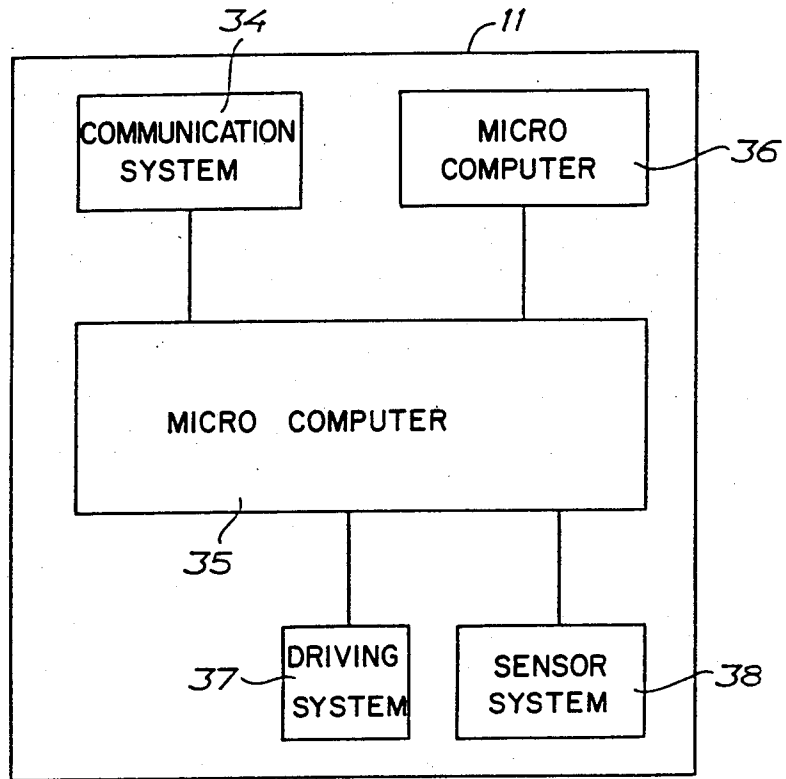 11
34
COMMUNICATION
SYSTEM
MICRO
COMPUTER
36
MICRO COMPUTER
35
37
DRIVING
SYSTEM
SENSOR
SYSTEM
38